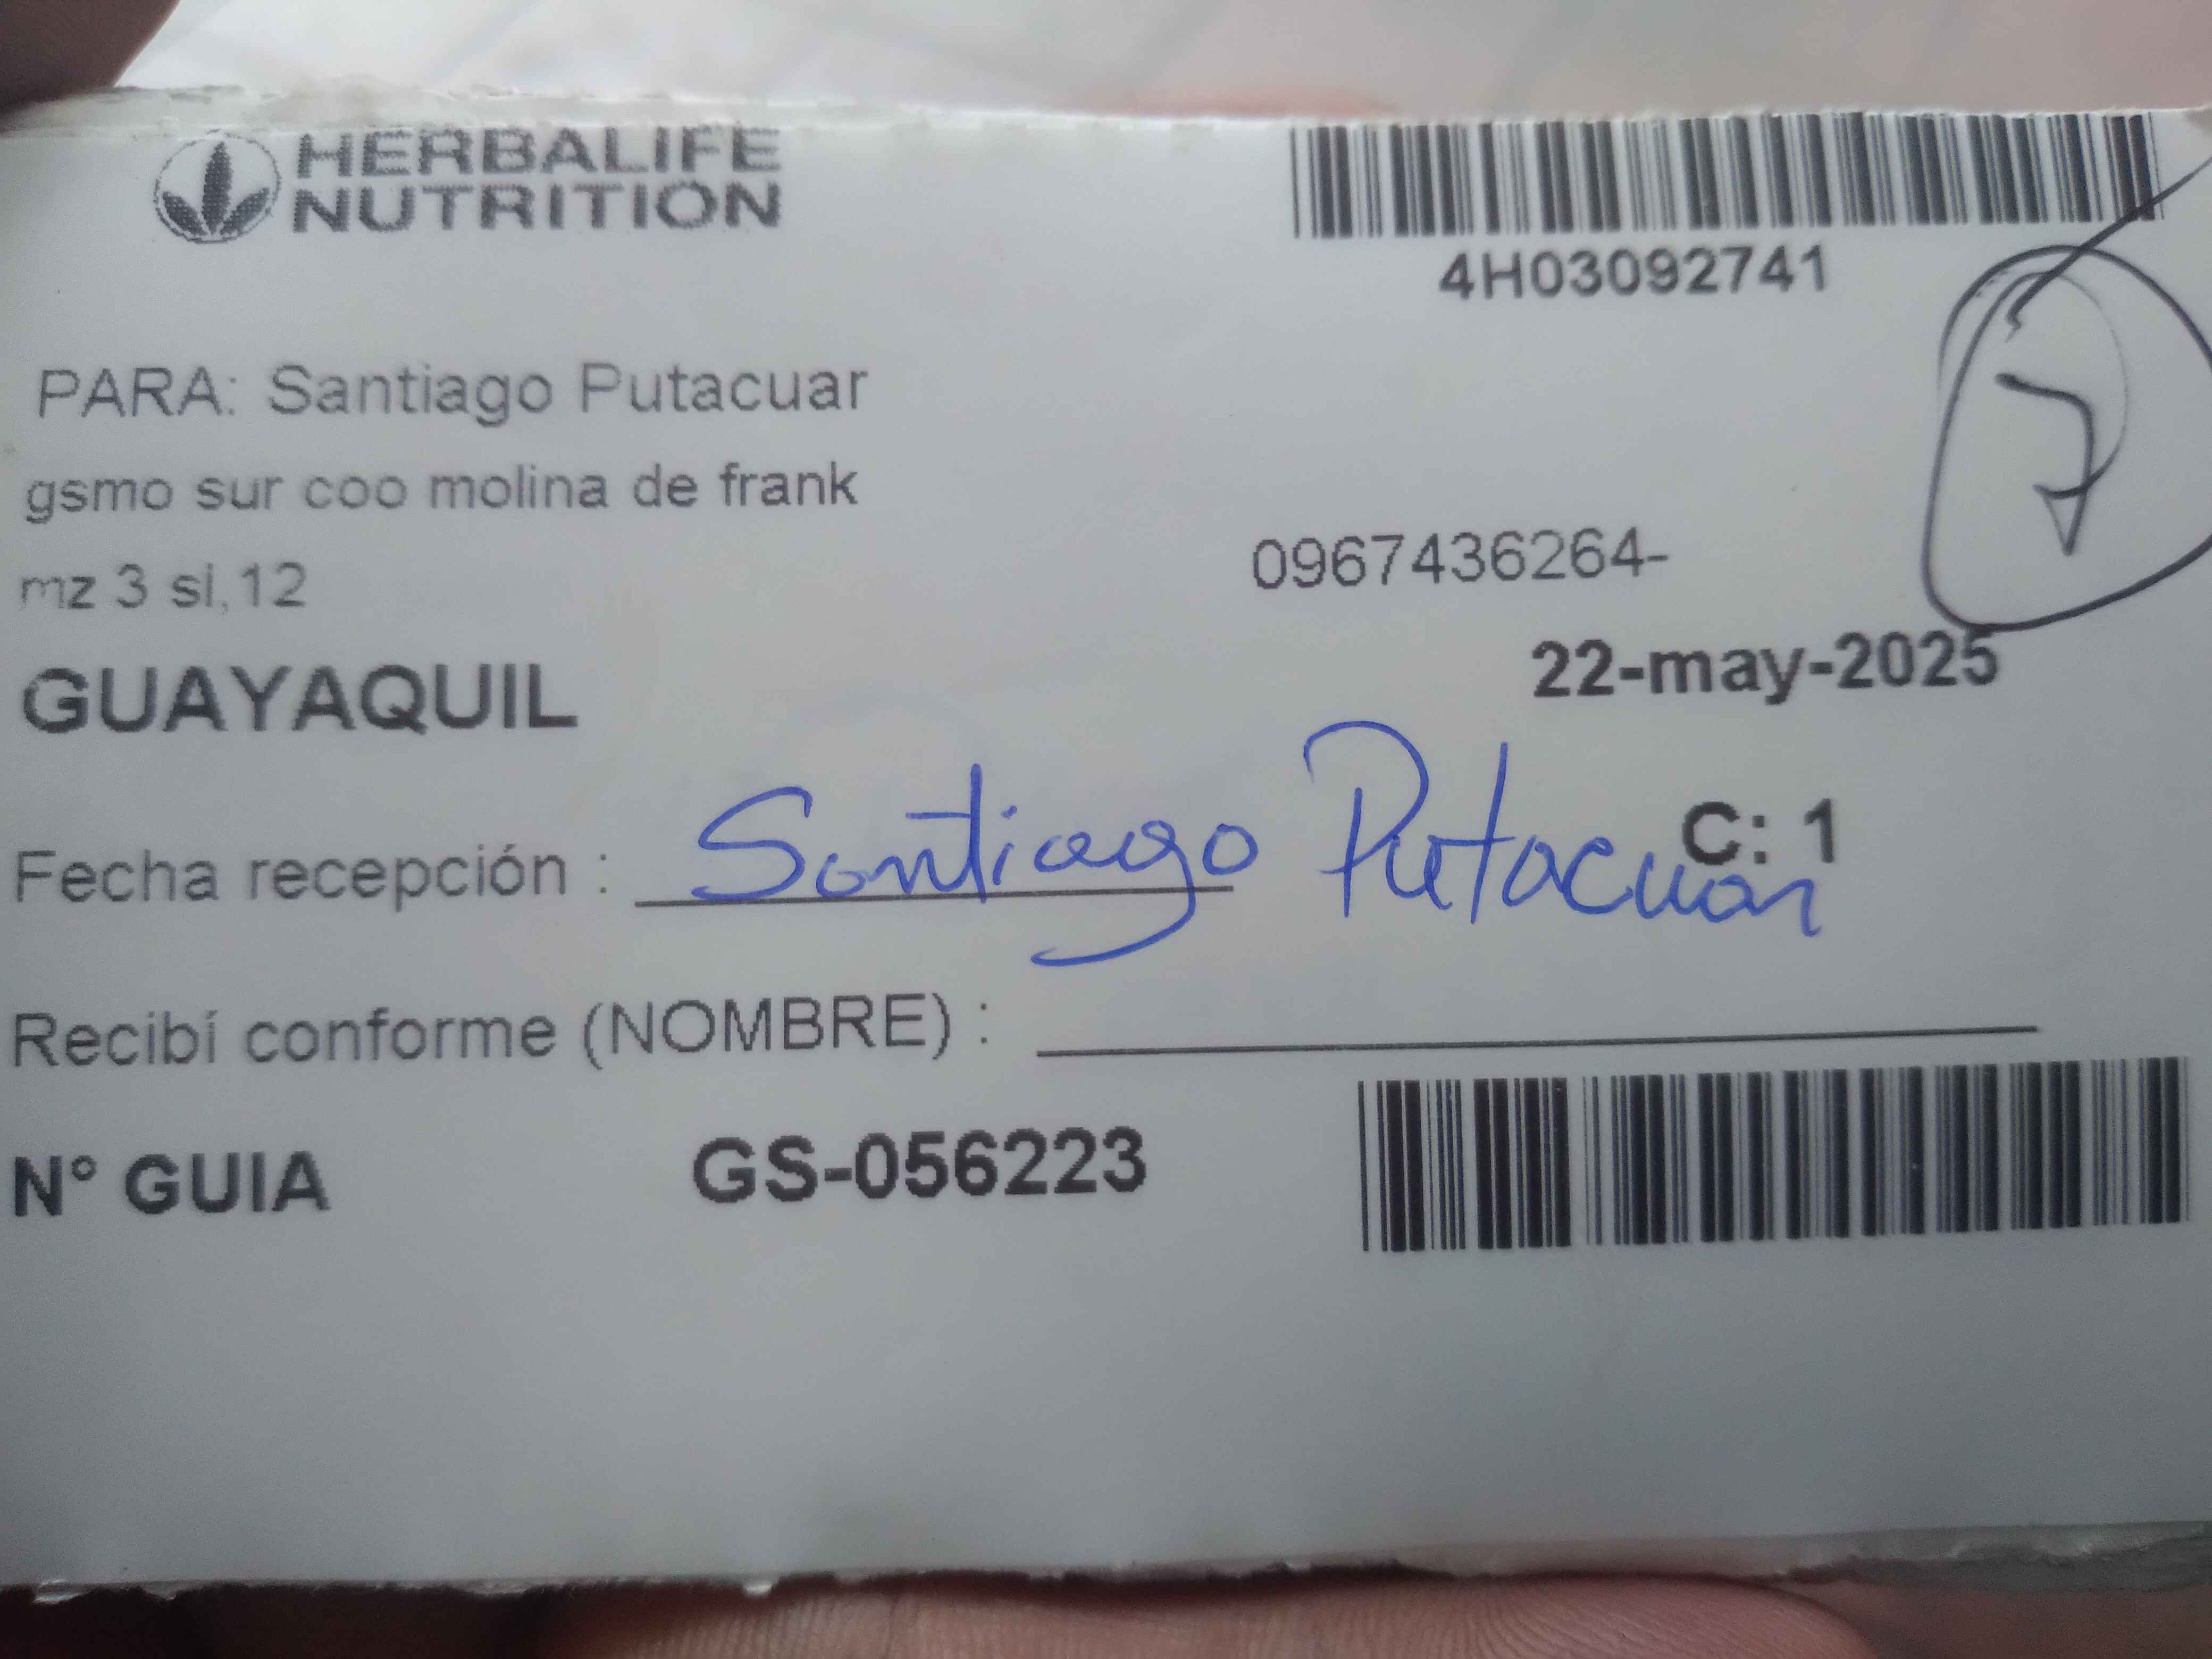 HERBALIFE
NUTRITION
4H03092741
PARA: Santiago Putacuar
gsmo sur coo molina de frank
mz 3 sl,12
0967436264-
GUAYAQUIL
22-may-2025
C: 1
Fecha recepción : Santiago Putacuar
Recibí conforme (NOMBRE) :
N° GUIA GS-056223